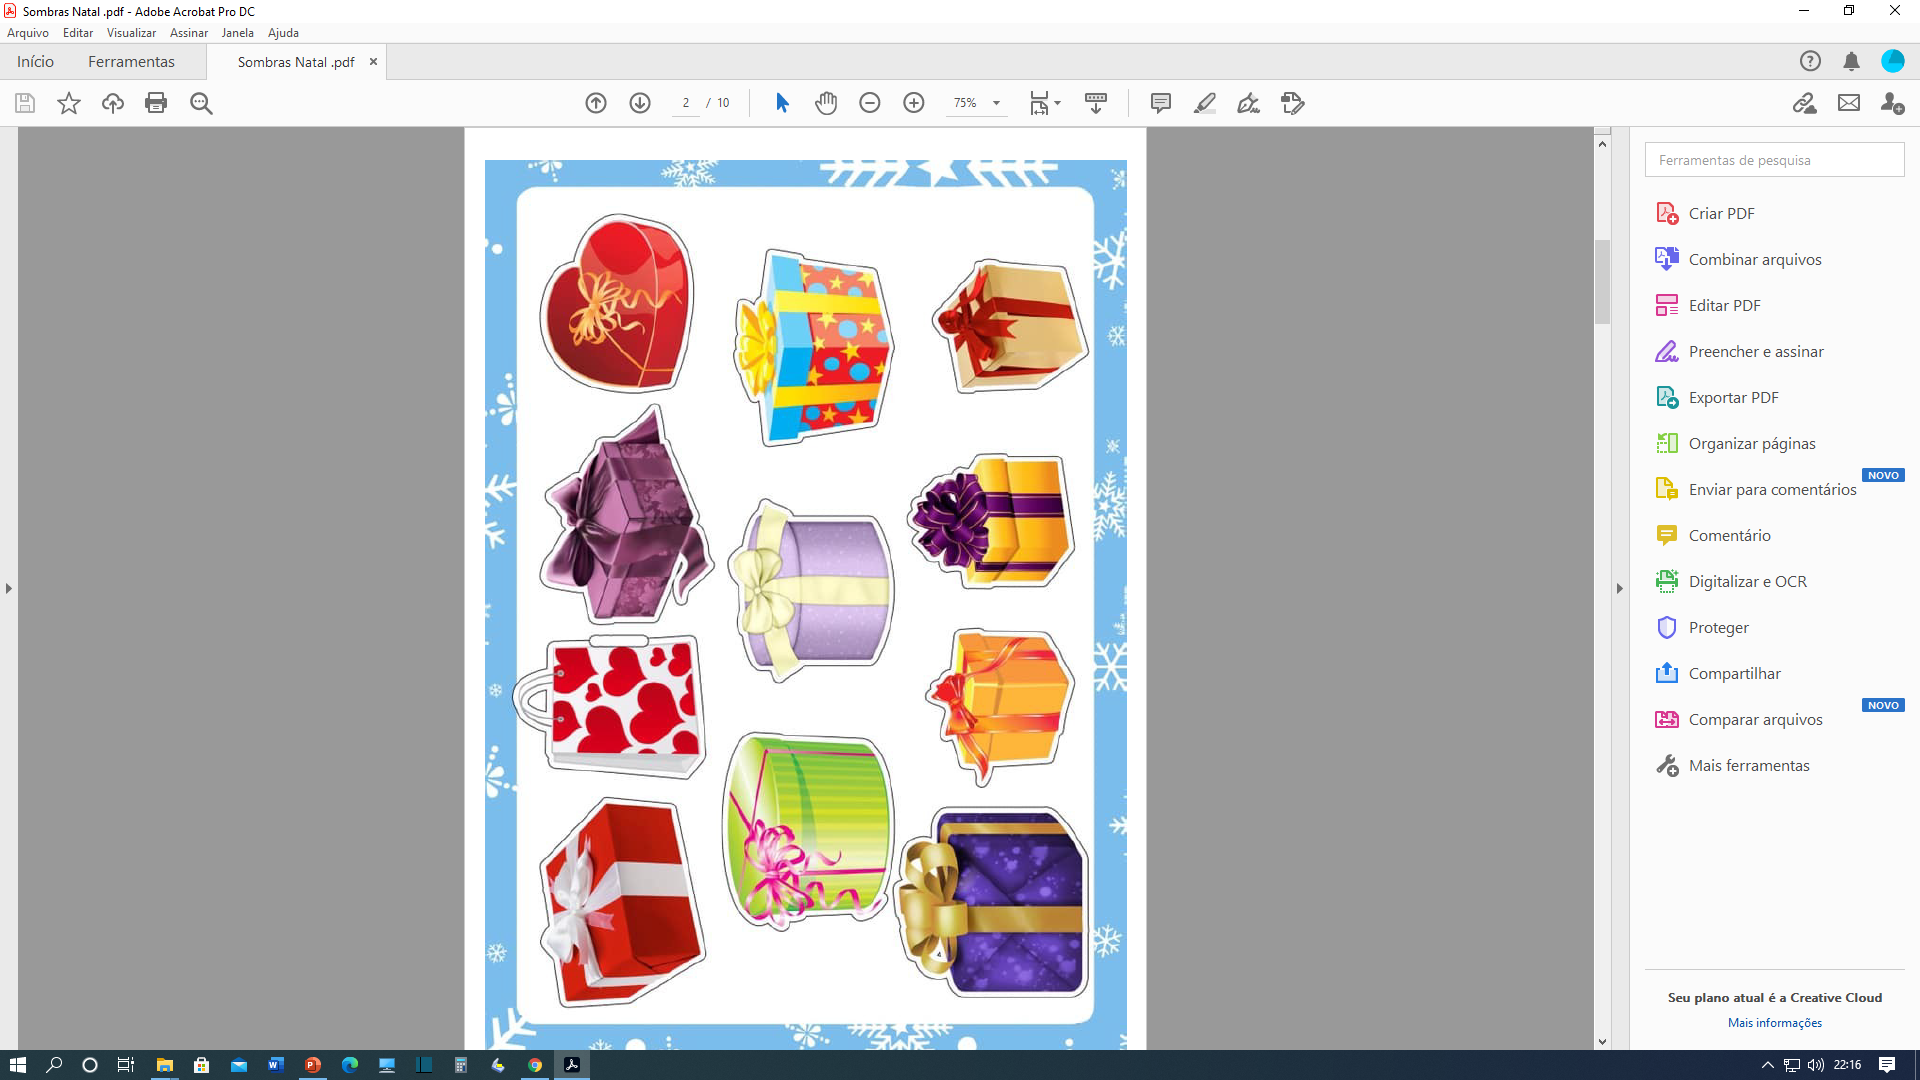 Sombras Natal .pdf - Adobe Acrobat Pro DC
Arquivo Editar Visualizar Assinar Janela Ajuda
Início Ferramentas Sombras Natal .pdf
2 / 10 75%
Ferramentas de pesquisa
Criar PDF
Combinar arquivos
Editar PDF
Preencher e assinar
Exportar PDF
Organizar páginas
NOVO
Enviar para comentários
Comentário
Digitalizar e OCR
Proteger
Compartilhar
NOVO
Comparar arquivos
Mais ferramentas
4
Seu plano atual é a Creative Cloud
Mais informações
22:16